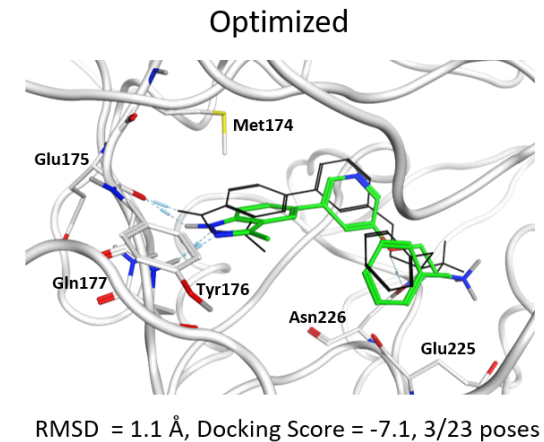 Optimized
Met174
Glu175
Gln177
Tyr176
Asn226
Glu225
RMSD = 1.1 Å, Docking Score = -7.1, 3/23 poses